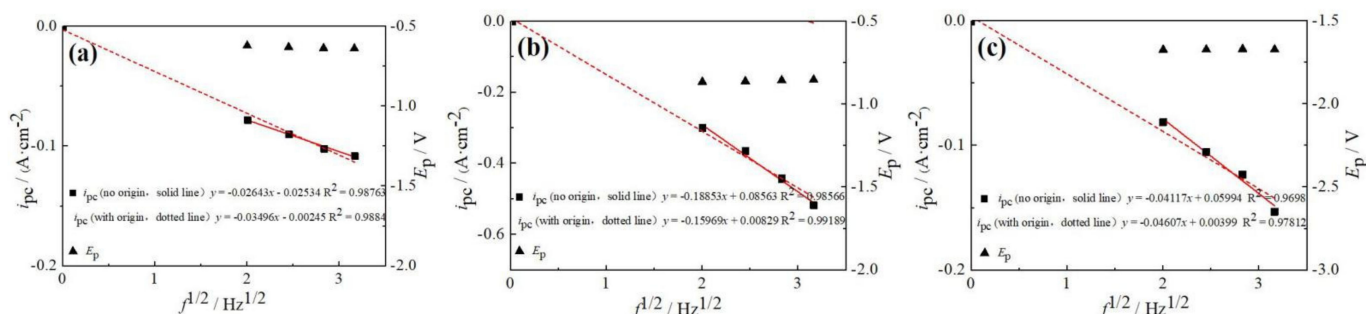 (a)
0.0
-0.1
-0.2
i_pc / (A·cm^-2)
■ i_pc (no origin, solid line) y = -0.02643x - 0.02534 R^2 = 0.98763
i_pc (with origin, dotted line) y = -0.03496x - 0.00245 R^2 = 0.9884
▲ E_p
-0.5
-1.0
-1.5
-2.0
E_p / V
0 1 2 3
f^1/2 / Hz^1/2
(b)
0.0
-0.2
-0.4
-0.6
i_pc / (A·cm^-2)
■ i_pc (no origin, solid line) y = -0.18853x + 0.08563 R^2 = 0.98566
i_pc (with origin, dotted line) y = -0.15969x + 0.00829 R^2 = 0.99189
▲ E_p
-0.5
-1.0
-1.5
-2.0
E_p / V
0 1 2 3
f^1/2 / Hz^1/2
(c)
0.0
-0.1
-0.2
i_pc / (A·cm^-2)
■ i_pc (no origin, solid line) y = -0.04117x + 0.05994 R^2 = 0.9698
i_pc (with origin, dotted line) y = -0.04607x + 0.00399 R^2 = 0.97812
▲ E_p
-1.5
-2.0
-2.5
-3.0
E_p / V
0 1 2 3
f^1/2 / Hz^1/2